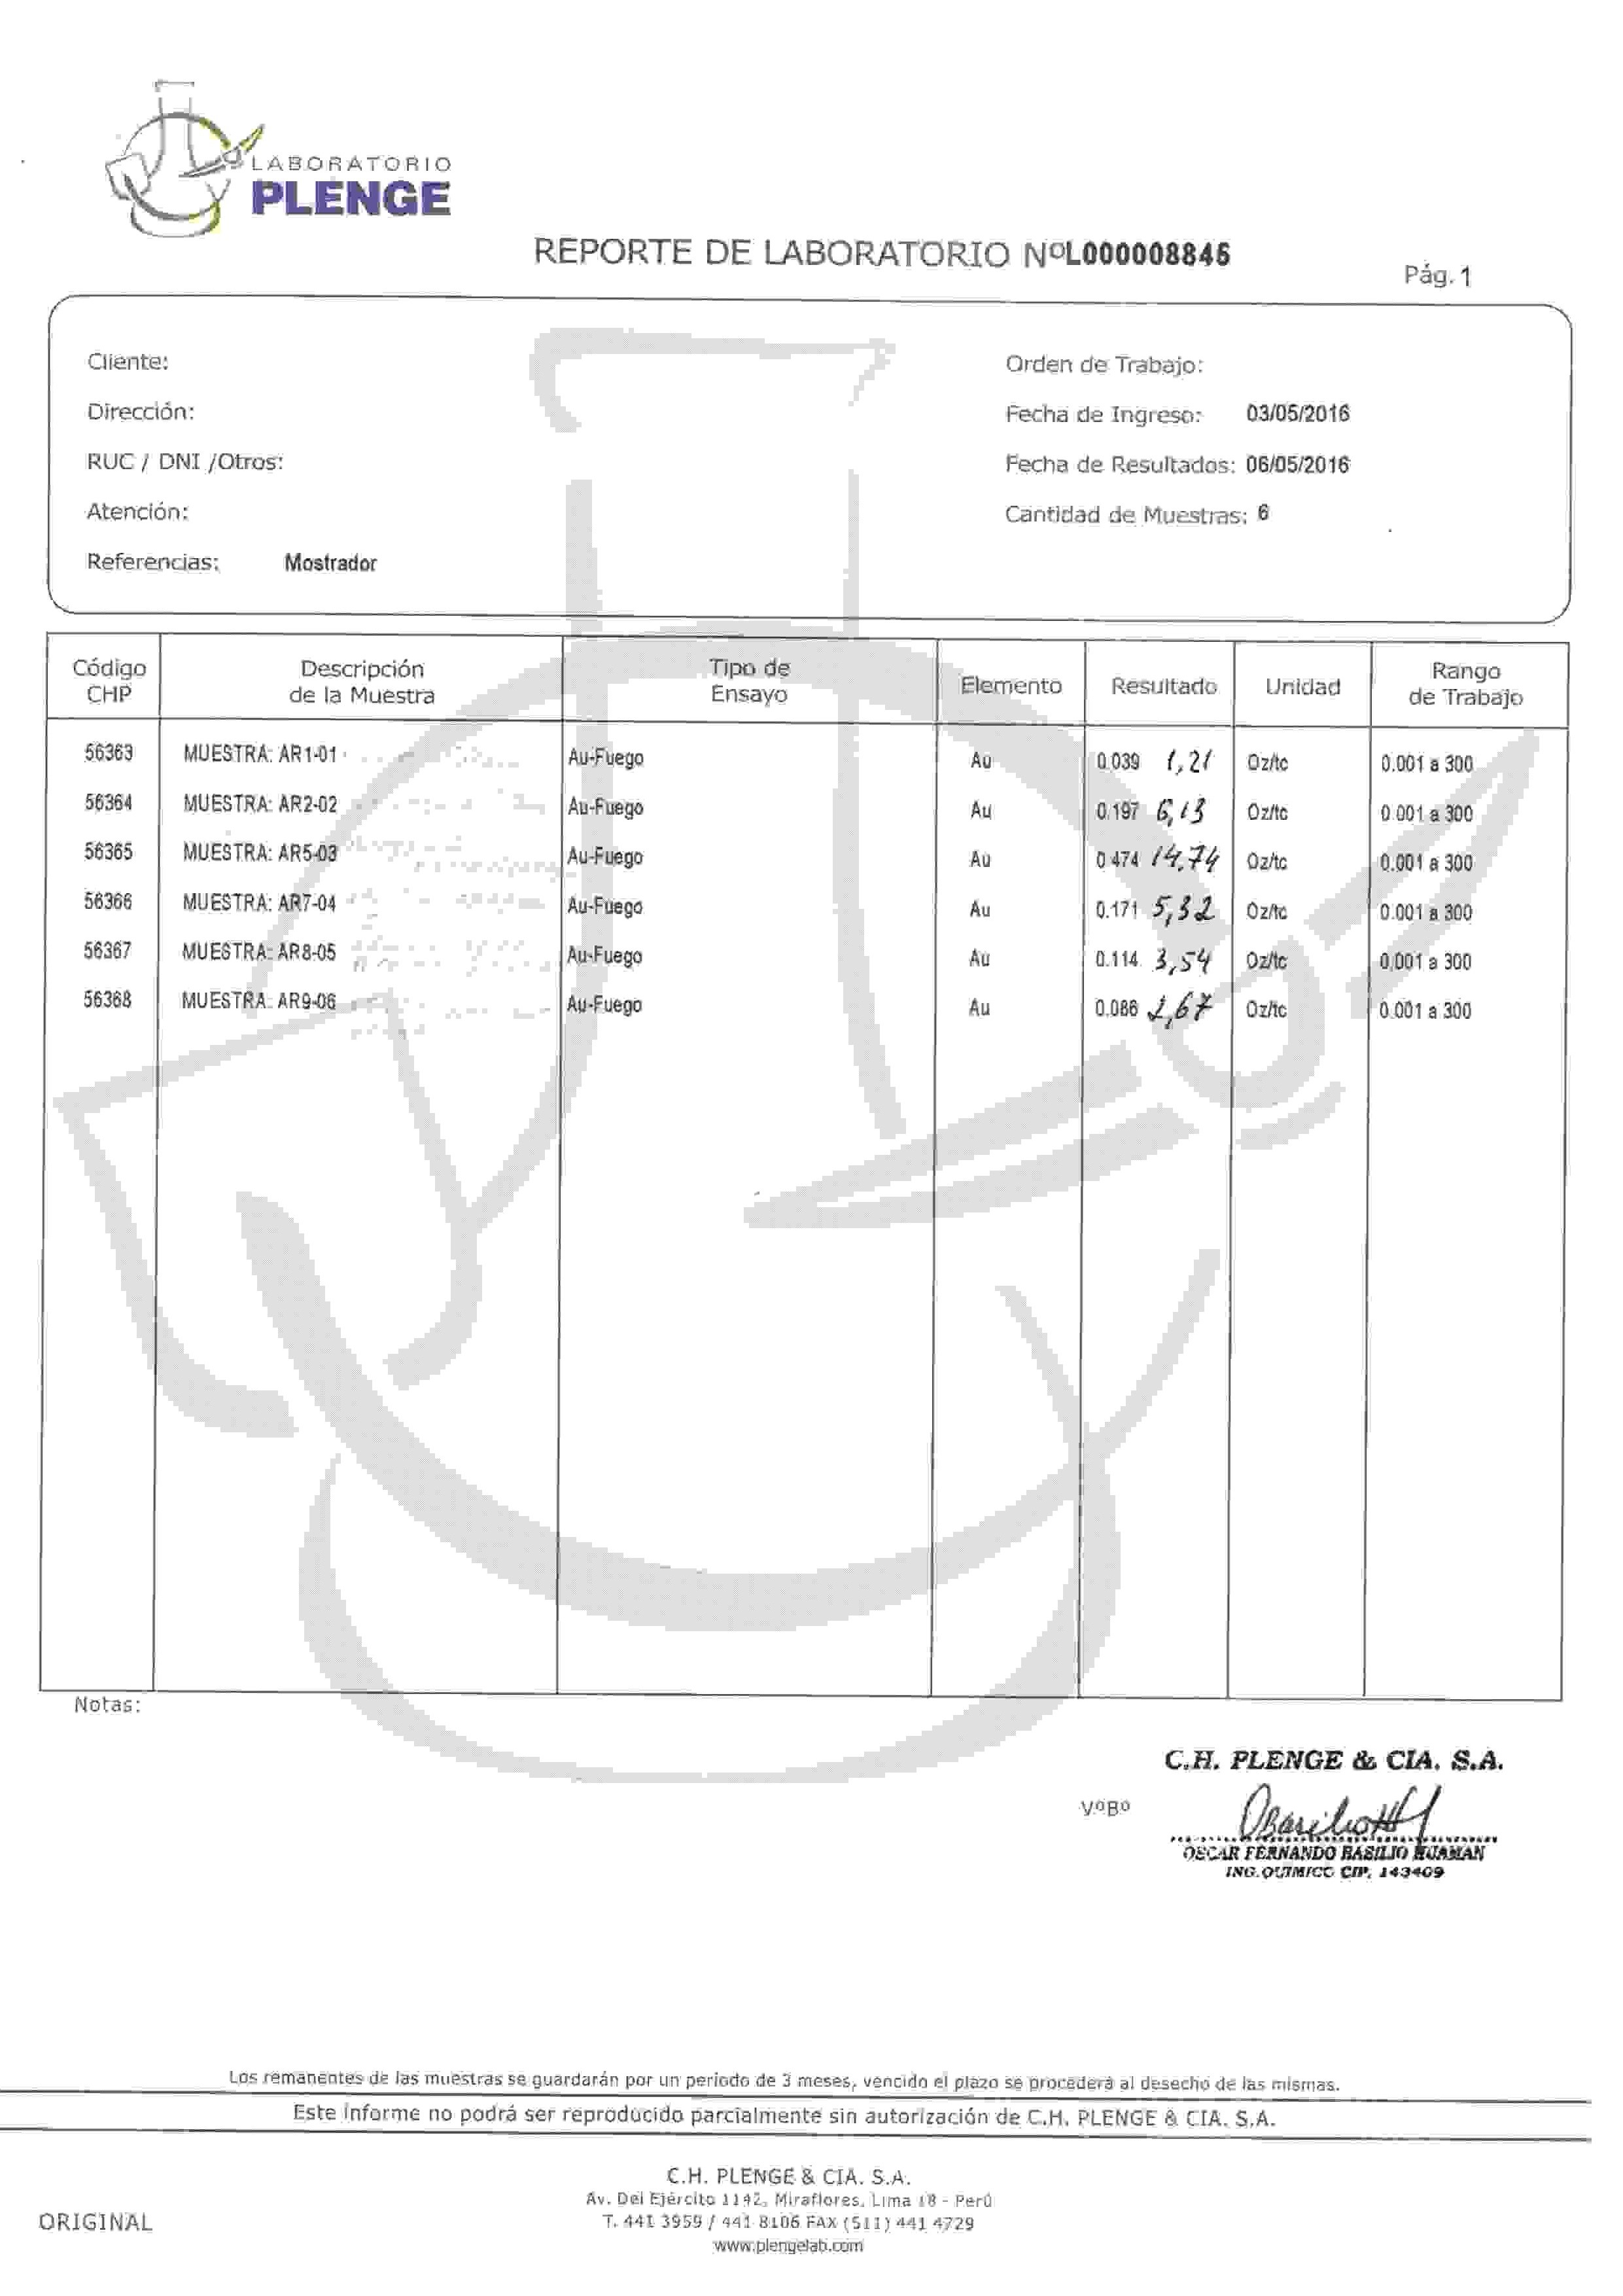 LABORATORIO
PLENGE
REPORTE DE LABORATORIO NºL000008846
Pág. 1
Cliente:
Orden de Trabajo:
Dirección:
Fecha de Ingreso: 03/05/2016
RUC / DNI /Otros:
Fecha de Resultados: 06/05/2016
Atención:
Cantidad de Muestras: 6
Referencias: Mostrador
Código CHP Descripción de la Muestra Tipo de Ensayo Elemento Resultado Unidad Rango de Trabajo
56363 MUESTRA: AR1-01 Au-Fuego Au 0.039 1,21 Oz/tc 0.001 a 300
56364 MUESTRA: AR2-02 Au-Fuego Au 0.197 6,13 Oz/tc 0.001 a 300
56365 MUESTRA: AR5-03 Au-Fuego Au 0.474 14,74 Oz/tc 0.001 a 300
56366 MUESTRA: AR7-04 Au-Fuego Au 0.171 5,32 Oz/tc 0.001 a 300
56367 MUESTRA: AR8-05 Au-Fuego Au 0.114 3,54 Oz/tc 0.001 a 300
56368 MUESTRA: AR9-06 Au-Fuego Au 0.086 2,67 Oz/tc 0.001 a 300
Notas:
C.H. PLENGE & CIA. S.A.
VºBº
OSCAR FERNANDO BASILIO HUAMAN
ING. QUIMICO CIP. 143409
Los remanentes de las muestras se guardarán por un período de 3 meses, vencido el plazo se procederá al desecho de las mismas.
Este informe no podrá ser reproducido parcialmente sin autorización de C.H. PLENGE & CIA. S.A.
C.H. PLENGE & CIA. S.A.
Av. Del Ejército 1142, Miraflores, Lima 18 - Perú
ORIGINAL
T. 441 3959 / 441 8106 FAX (511) 441 4729
www.plengelab.com